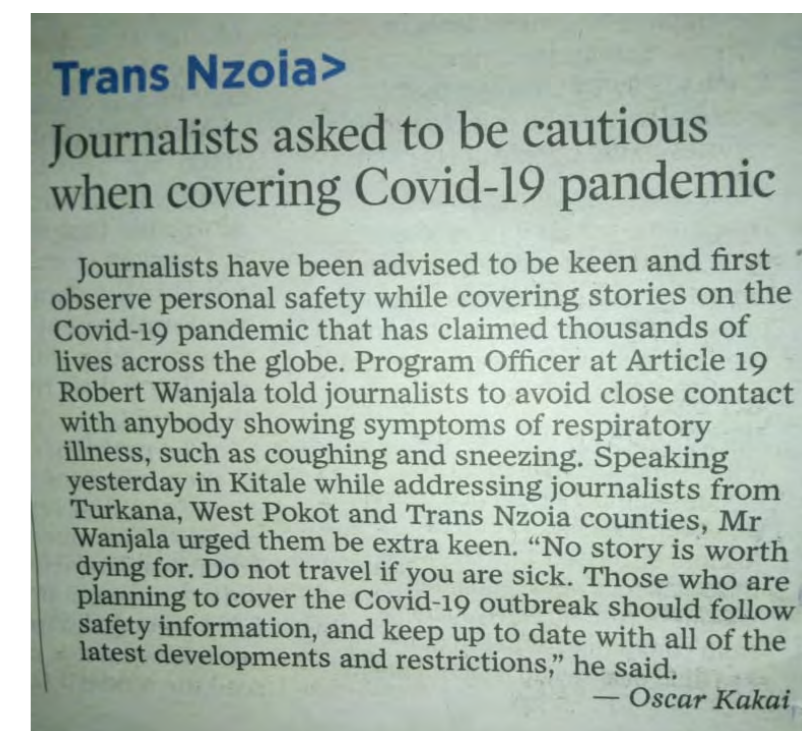 Trans Nzoia>
Journalists asked to be cautious
when covering Covid-19 pandemic
Journalists have been advised to be keen and first
observe personal safety while covering stories on the
Covid-19 pandemic that has claimed thousands of
lives across the globe. Program Officer at Article 19
Robert Wanjala told journalists to avoid close contact
with anybody showing symptoms of respiratory
illness, such as coughing and sneezing. Speaking
yesterday in Kitale while addressing journalists from
Turkana, West Pokot and Trans Nzoia counties, Mr
Wanjala urged them be extra keen. “No story is worth
dying for. Do not travel if you are sick. Those who are
planning to cover the Covid-19 outbreak should follow
safety information, and keep up to date with all of the
latest developments and restrictions,” he said.
— Oscar Kakai